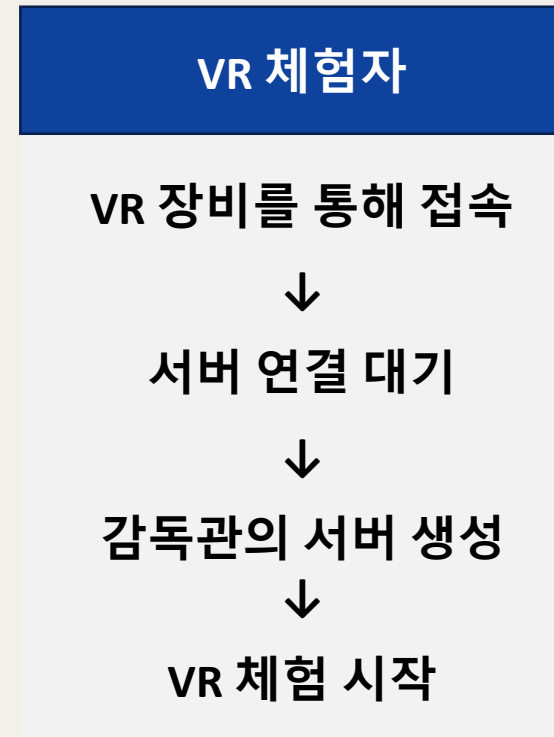 VR 체험자
VR 장비를 통해 접속
↓
서버 연결 대기
↓
감독관의 서버 생성
↓
VR 체험 시작